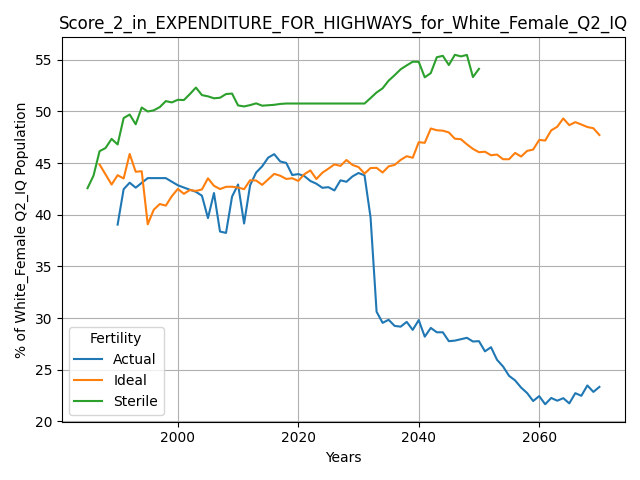 Score_2_in_EXPENDITURE_FOR_HIGHWAYS_for_White_Female_Q2_IQ
% of White_Female Q2_IQ Population
55
50
45
40
35
30
25
20
Fertility
Actual
Ideal
Sterile
2000 2020 2040 2060
Years